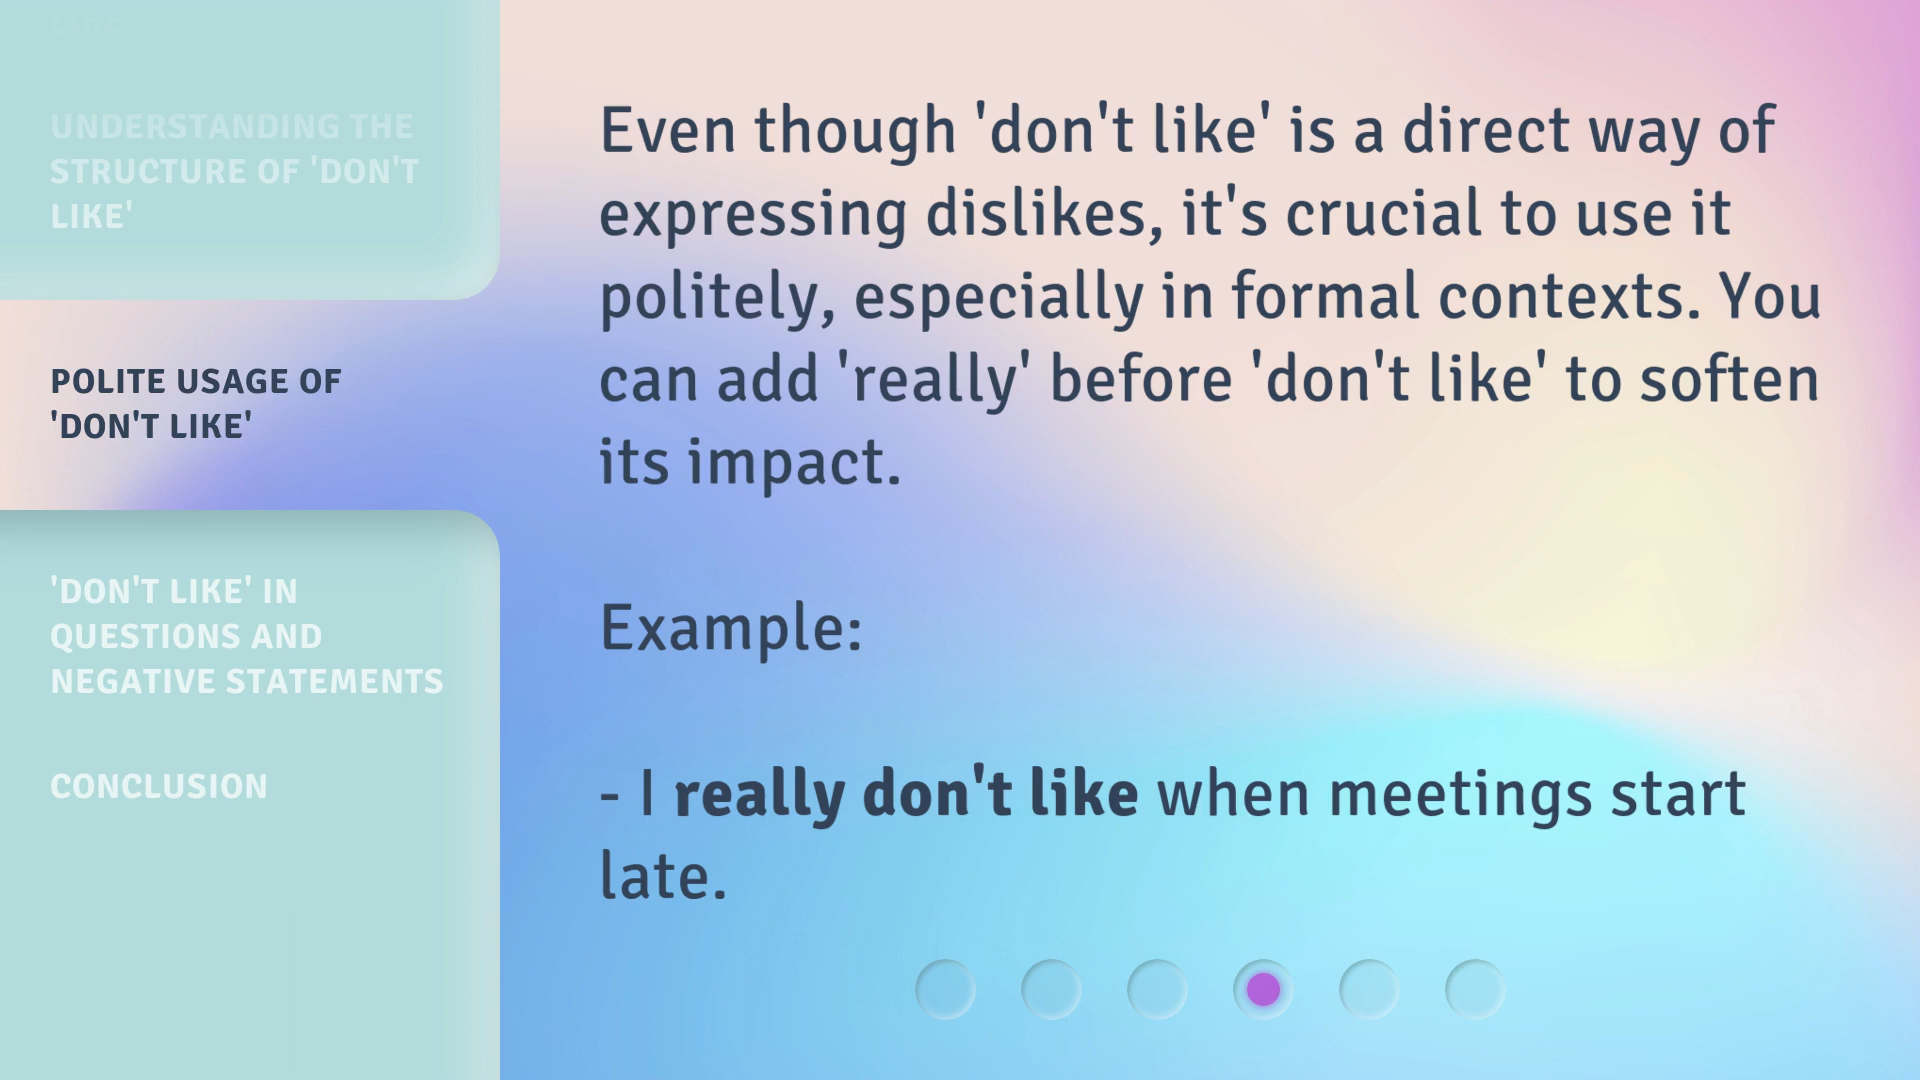 LIKE'
UNDERSTANDING THE
STRUCTURE OF 'DON'T
LIKE'
POLITE USAGE OF
'DON'T LIKE'
'DON'T LIKE' IN
QUESTIONS AND
NEGATIVE STATEMENTS
CONCLUSION
Even though 'don't like' is a direct way of
expressing dislikes, it's crucial to use it
politely, especially in formal contexts. You
can add 'really' before 'don't like' to soften
its impact.
Example:
- I really don't like when meetings start
late.